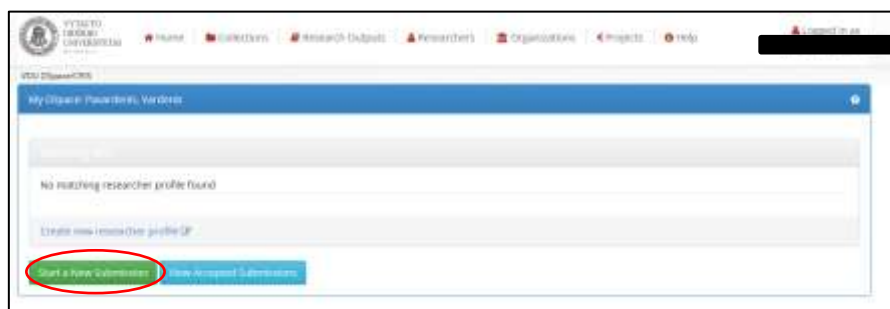 VYTAUTO
DIDŽIOJO
UNIVERSITETAS
Home Collections Research Outputs Researchers Organizations Projects Help Logged in as
VDU DSpace/CRIS
My DSpace: Pavardenis, Vardenis
No matching researcher profile found
Create new researcher profile
Start a New Submission View Accepted Submissions